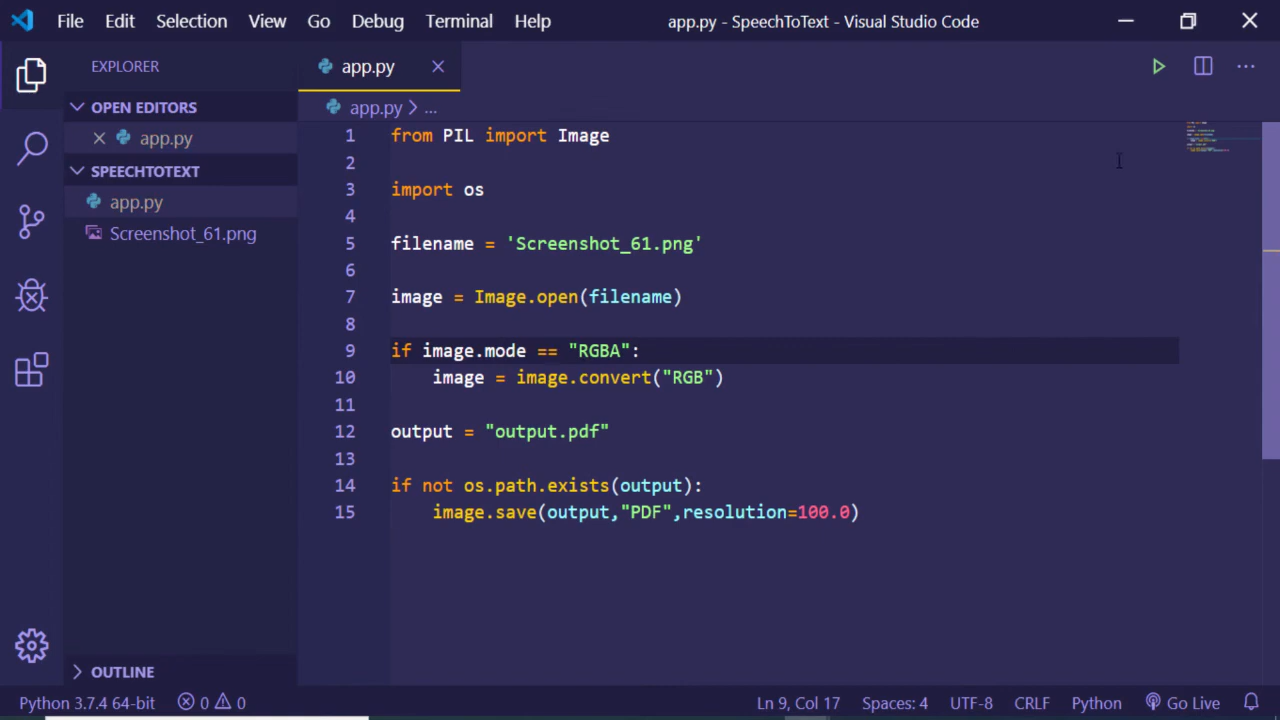 File Edit Selection View Go Debug Terminal Help app.py - SpeechToText - Visual Studio Code
EXPLORER
OPEN EDITORS
app.py
SPEECHTOTEXT
app.py
Screenshot_61.png
OUTLINE
app.py
app.py > ...
1 from PIL import Image
2
3 import os
4
5 filename = 'Screenshot_61.png'
6
7 image = Image.open(filename)
8
9 if image.mode == "RGBA":
10     image = image.convert("RGB")
11
12 output = "output.pdf"
13
14 if not os.path.exists(output):
15     image.save(output,"PDF",resolution=100.0)
Python 3.7.4 64-bit 0 0 Ln 9, Col 17 Spaces: 4 UTF-8 CRLF Python Go Live